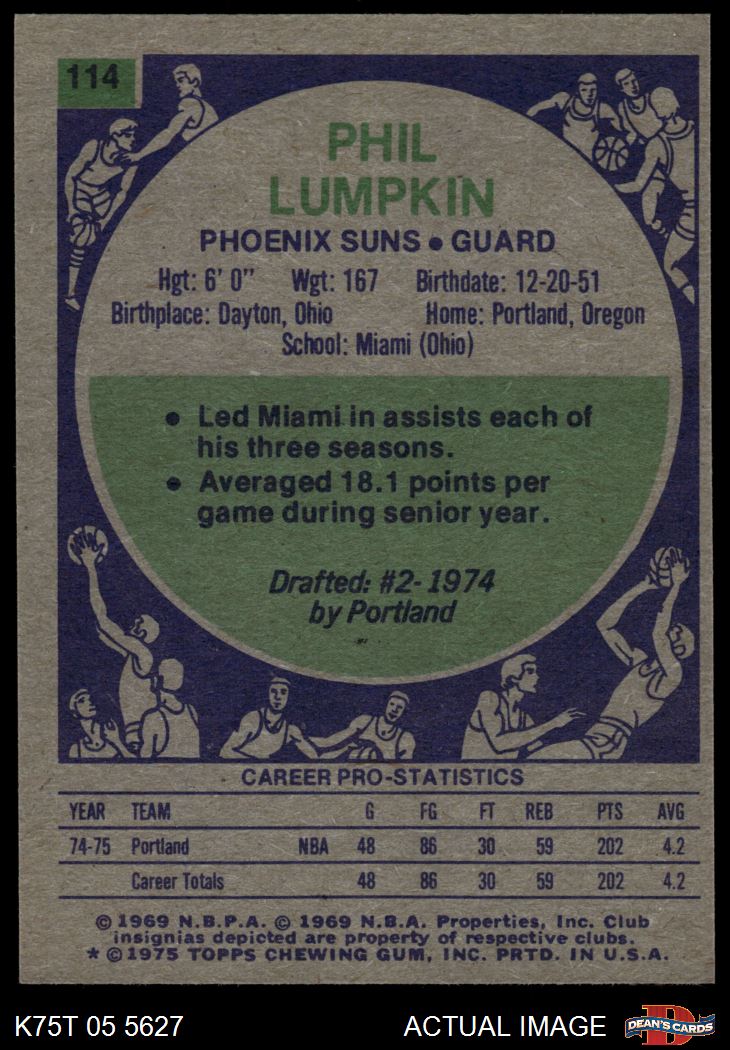 114
PHIL
LUMPKIN
PHOENIX SUNS • GUARD
Hgt: 6' 0" Wgt: 167 Birthdate: 12-20-51
Birthplace: Dayton, Ohio Home: Portland, Oregon
School: Miami (Ohio)
• Led Miami in assists each of
his three seasons.
• Averaged 18.1 points per
game during senior year.
Drafted: #2-1974
by Portland
CAREER PRO-STATISTICS
YEAR TEAM G FG FT REB PTS AVG
74-75 Portland NBA 48 86 30 59 202 4.2
Career Totals 48 86 30 59 202 4.2
© 1969 N.B.P.A. © 1969 N.B.A. Properties, Inc. Club
insignias depicted are property of respective clubs.
* © 1975 TOPPS CHEWING GUM, INC. PRTD. IN U.S.A.
K75T 05 5627 ACTUAL IMAGE
D
DEAN'S CARDS